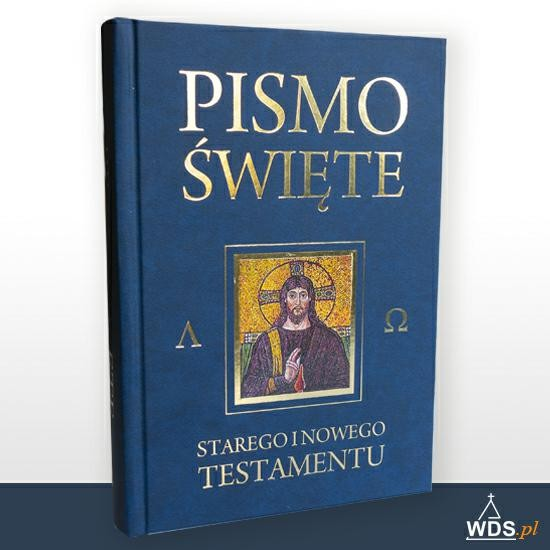 PISMO
ŚWIĘTE
Λ Ω
STAREGO I NOWEGO
TESTAMENTU
WDS.pl